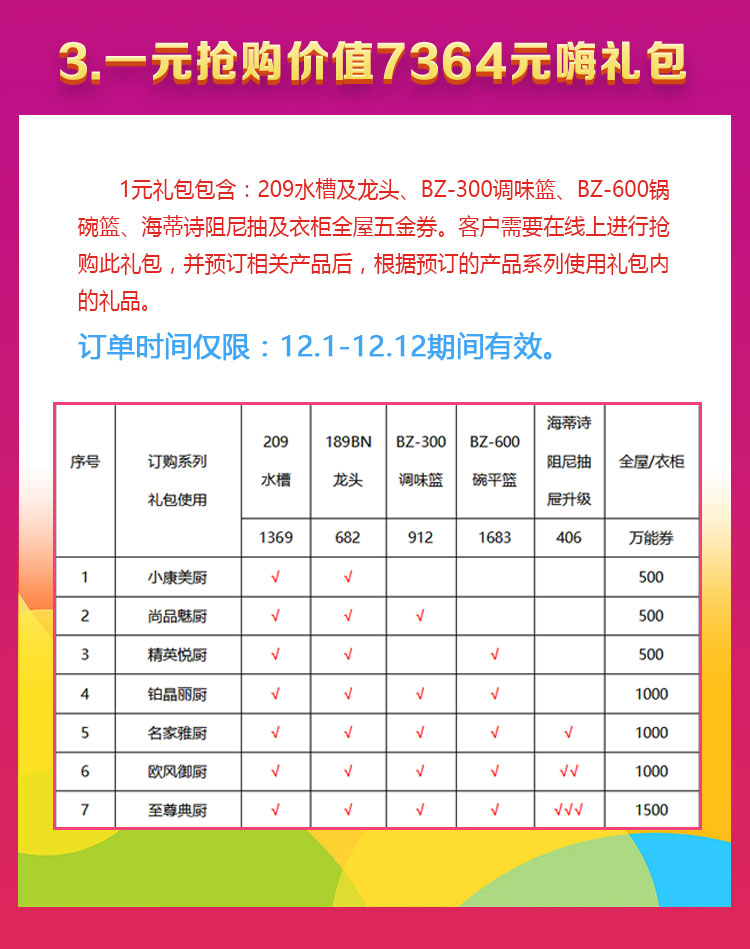 3.一元抢购价值7364元嗨礼包
1元礼包包含：209水槽及龙头、BZ-300调味篮、BZ-600锅
碗篮、海蒂诗阻尼抽及衣柜全屋五金券。客户需要在线上进行抢
购此礼包，并预订相关产品后，根据预订的产品系列使用礼包内
的礼品。
订单时间仅限：12.1-12.12期间有效。
序号 订购系列 礼包使用 209 水槽 189BN 龙头 BZ-300 调味篮 BZ-600 碗平篮 海蒂诗 阻尼抽 屉升级 全屋/衣柜
1369 682 912 1683 406 万能券
1 小康美厨 √ √ 500
2 尚品魅厨 √ √ √ 500
3 精英悦厨 √ √ √ 500
4 铂晶丽厨 √ √ √ √ 1000
5 名家雅厨 √ √ √ √ √ 1000
6 欧风御厨 √ √ √ √ √√ 1000
7 至尊典厨 √ √ √ √ √√√ 1500